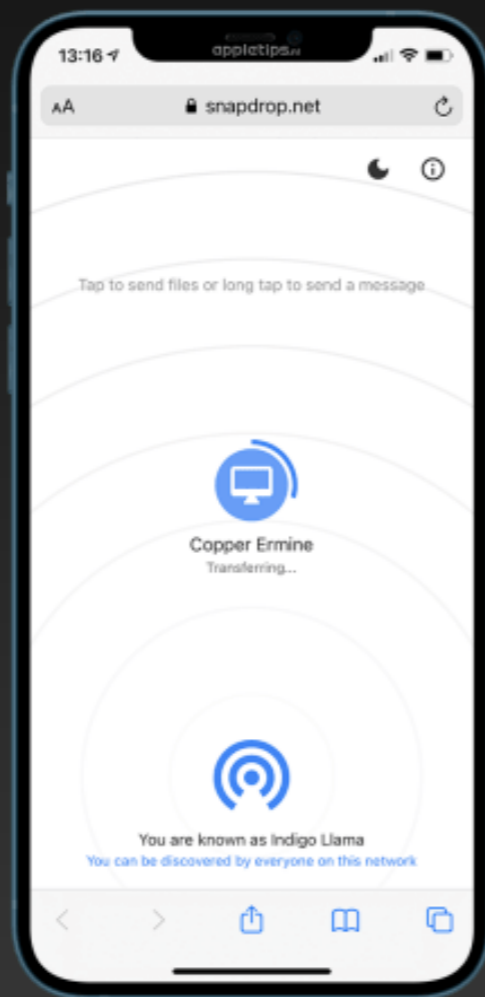 appletips.nl
13:16
AA
snapdrop.net
Tap to send files or long tap to send a message
Copper Ermine
Transferring...
You are known as Indigo Llama
You can be discovered by everyone on this network